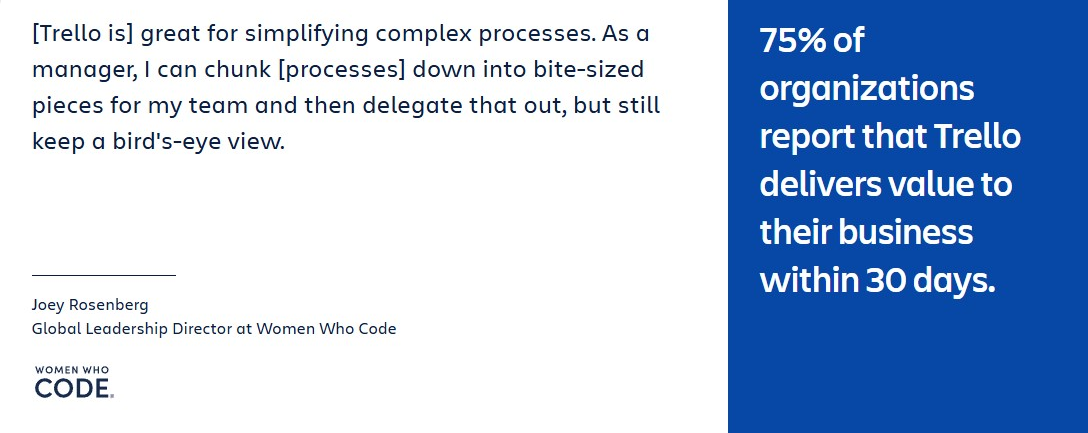 [Trello is] great for simplifying complex processes. As a
manager, I can chunk [processes] down into bite-sized
pieces for my team and then delegate that out, but still
keep a bird's-eye view.
Joey Rosenberg
Global Leadership Director at Women Who Code
WOMEN WHO
CODE.
75% of
organizations
report that Trello
delivers value to
their business
within 30 days.